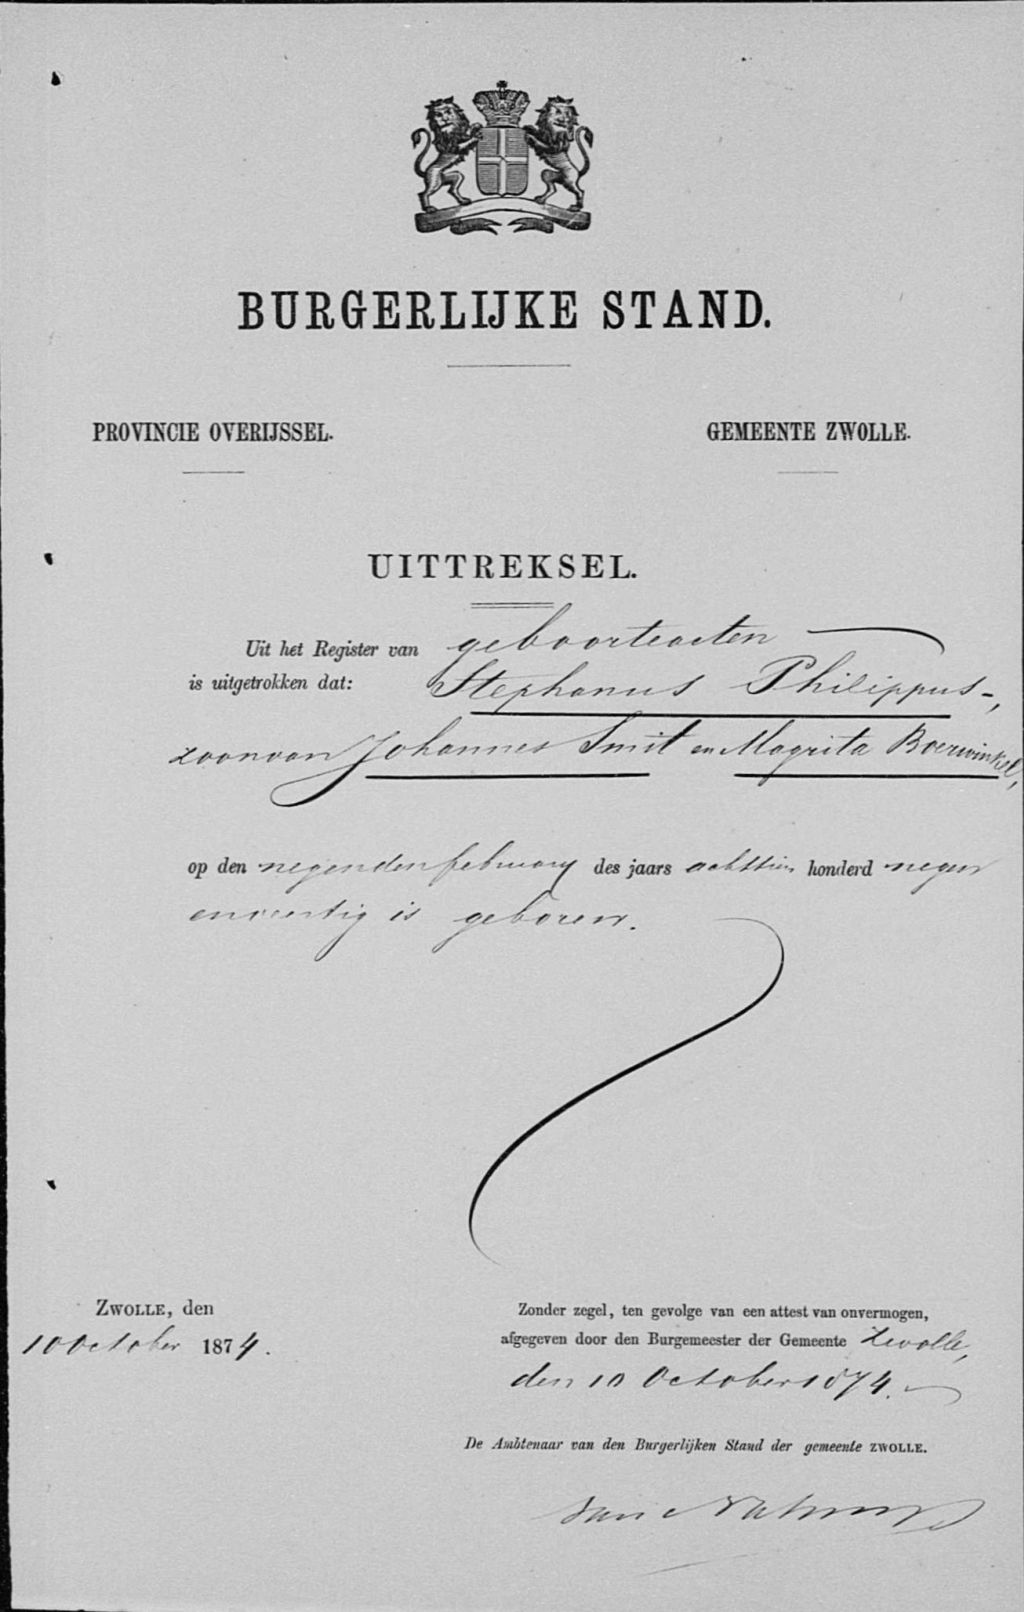 BURGERLIJKE STAND.
PROVINCIE OVERIJSSEL.
GEMEENTE ZWOLLE.
UITTREKSEL.
Uit het Register van geboorteacten
is uitgetrokken dat: Stephanus Philippus-,
zoon van Johannes Smit en Magrita Boerwinkel,
op den negenden february des jaars achttien honderd negen
en veertig is geboren.
ZWOLLE, den
10 October 1874.
Zonder zegel, ten gevolge van een attest van onvermogen,
afgegeven door den Burgemeester der Gemeente Zwolle,
den 10 October 1874.
De Ambtenaar van den Burgerlijken Stand der gemeente ZWOLLE.